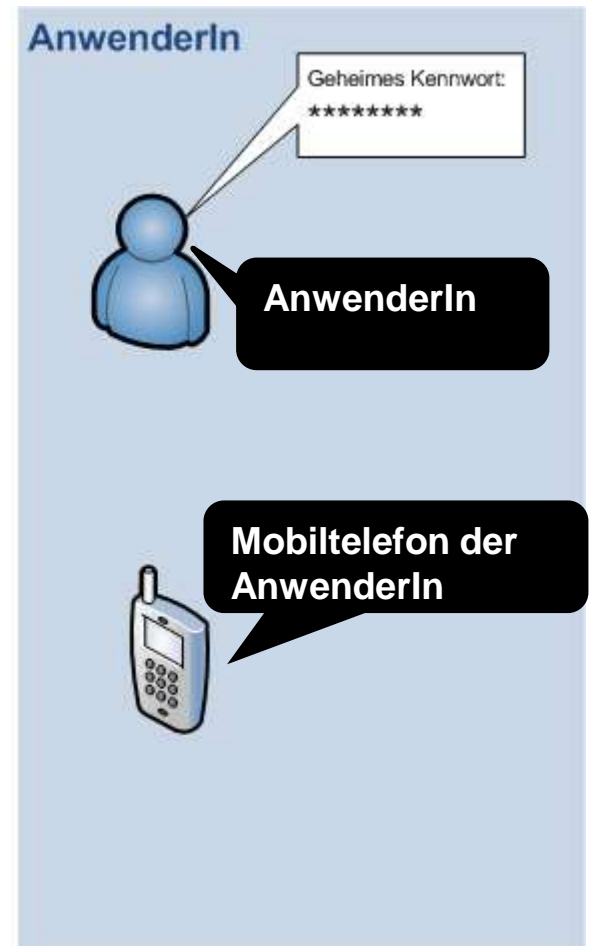 AnwenderIn
Geheimes Kennwort:
********
AnwenderIn
Mobiltelefon der
AnwenderIn